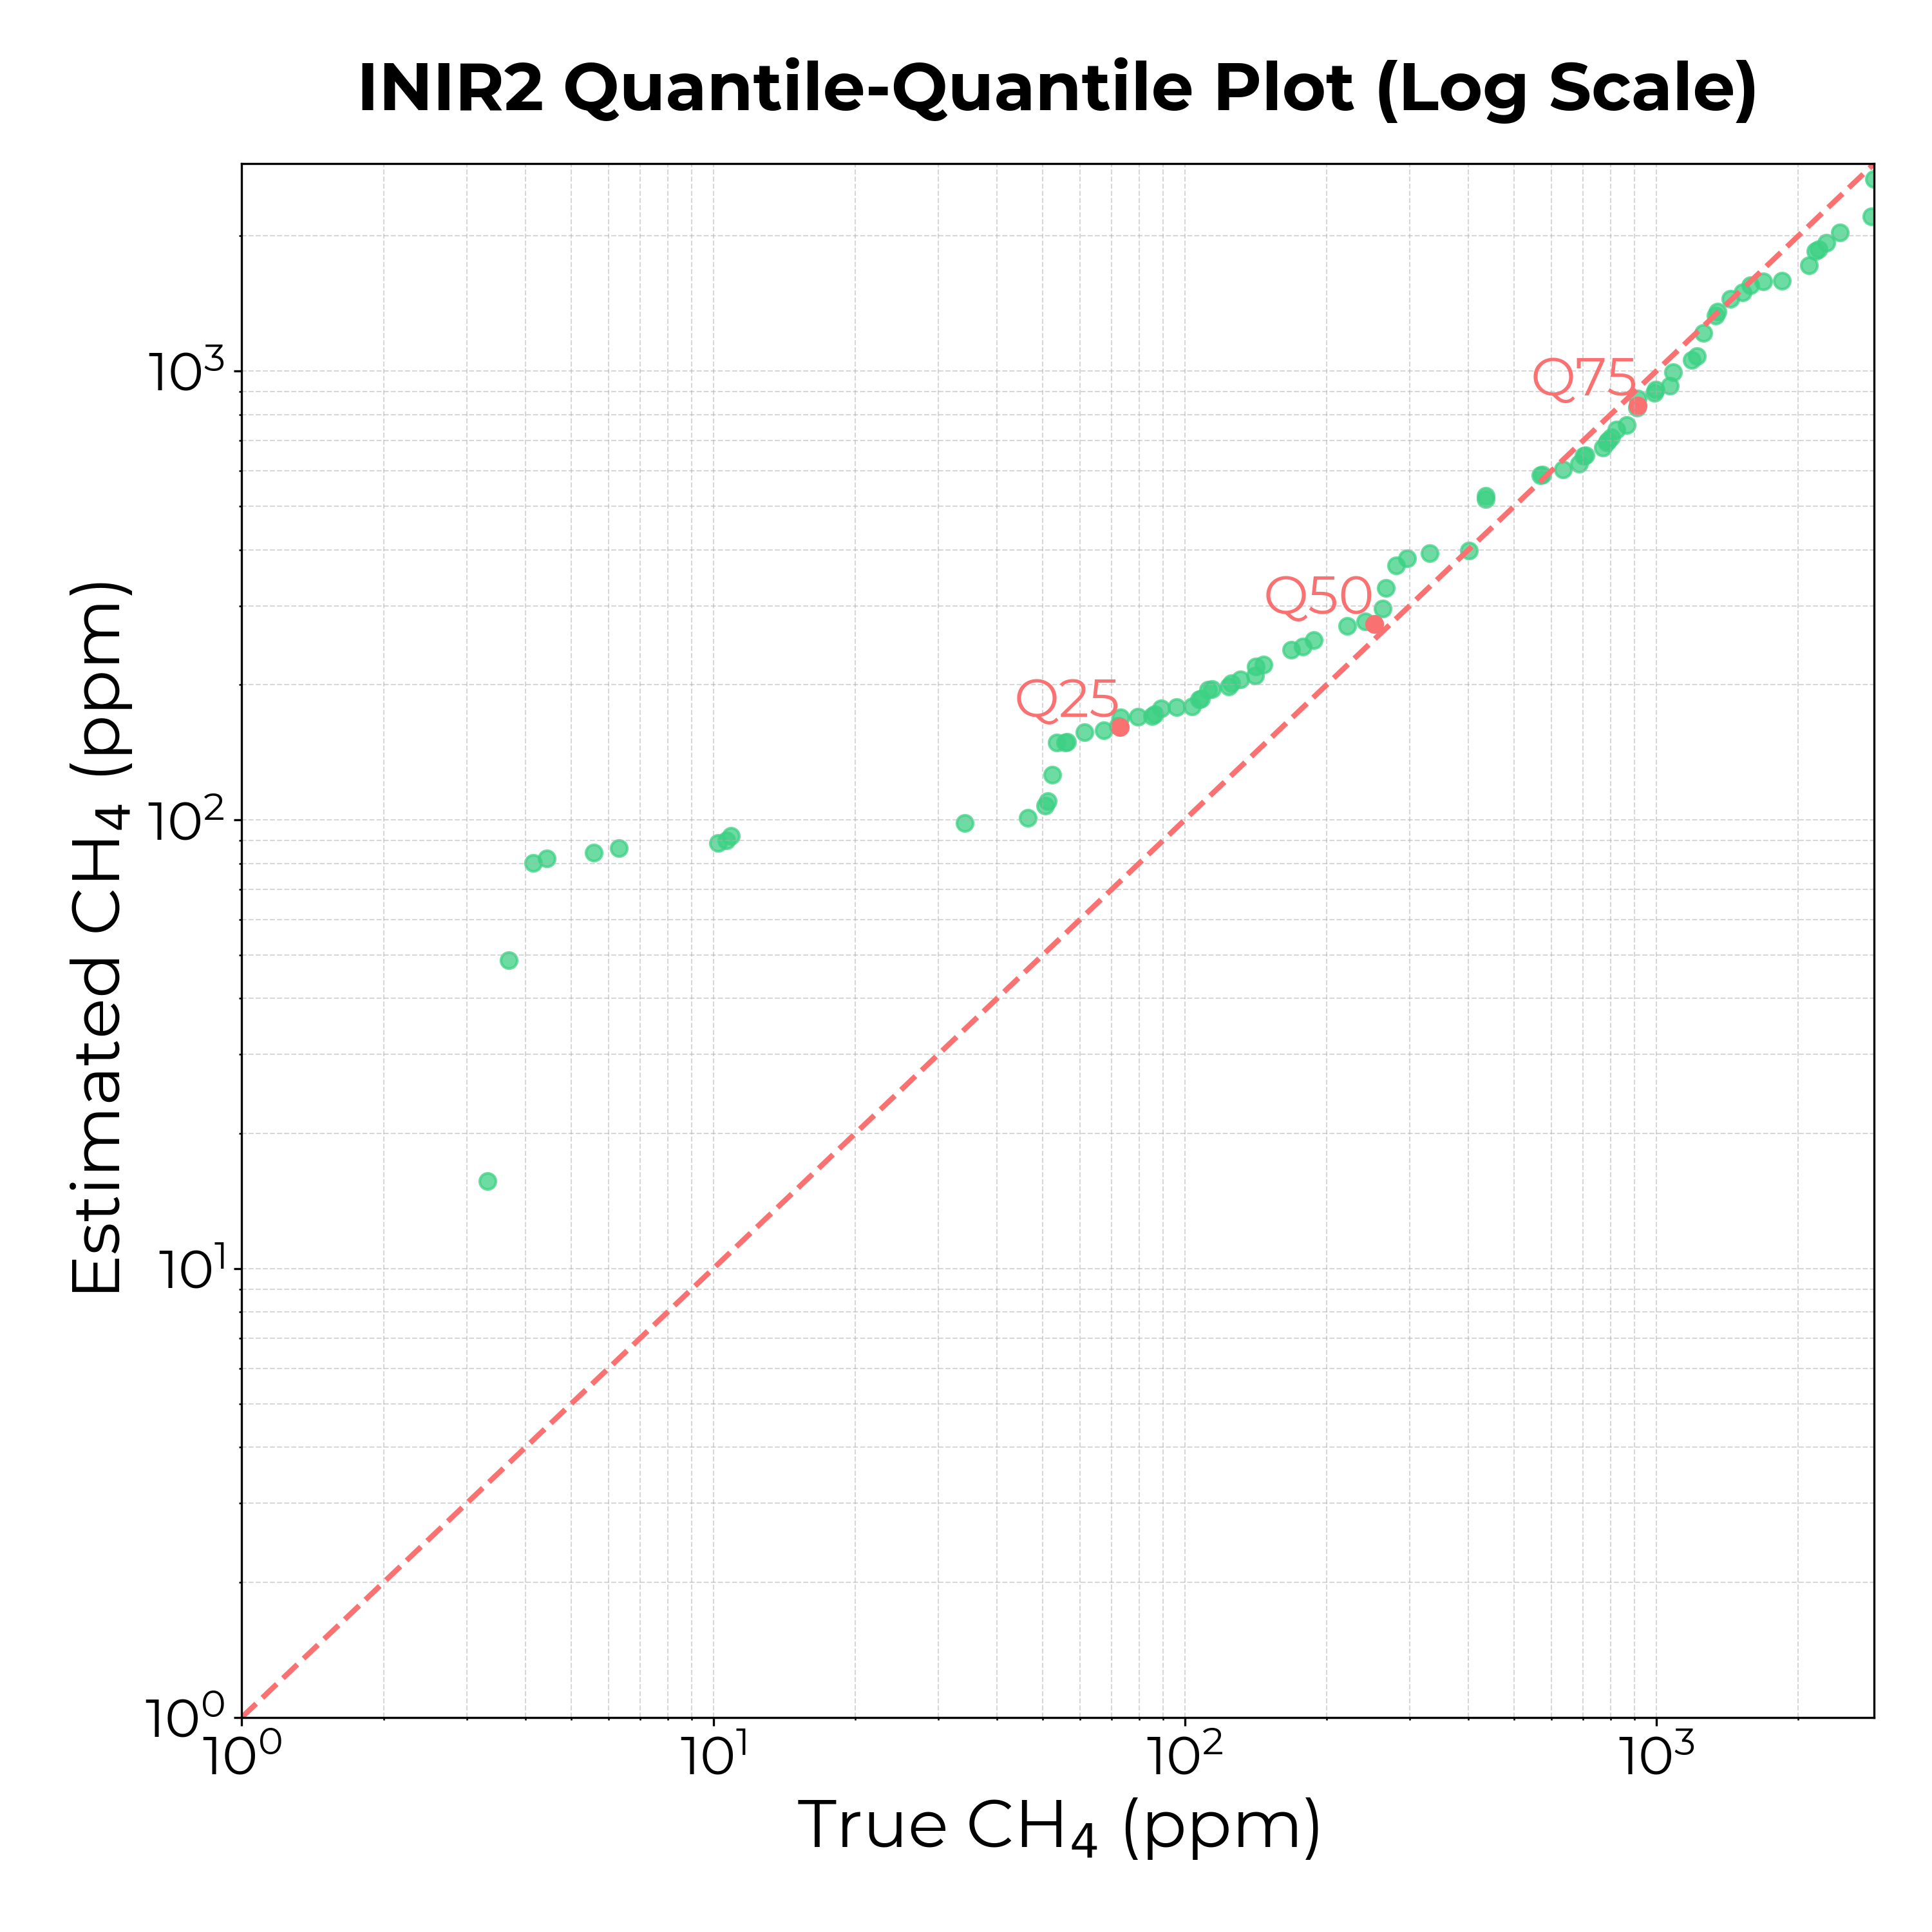 INIR2 Quantile-Quantile Plot (Log Scale)
Estimated CH₄ (ppm)
10³
10²
10¹
10⁰
Q75
Q50
Q25
10⁰ 10¹ 10² 10³
True CH₄ (ppm)